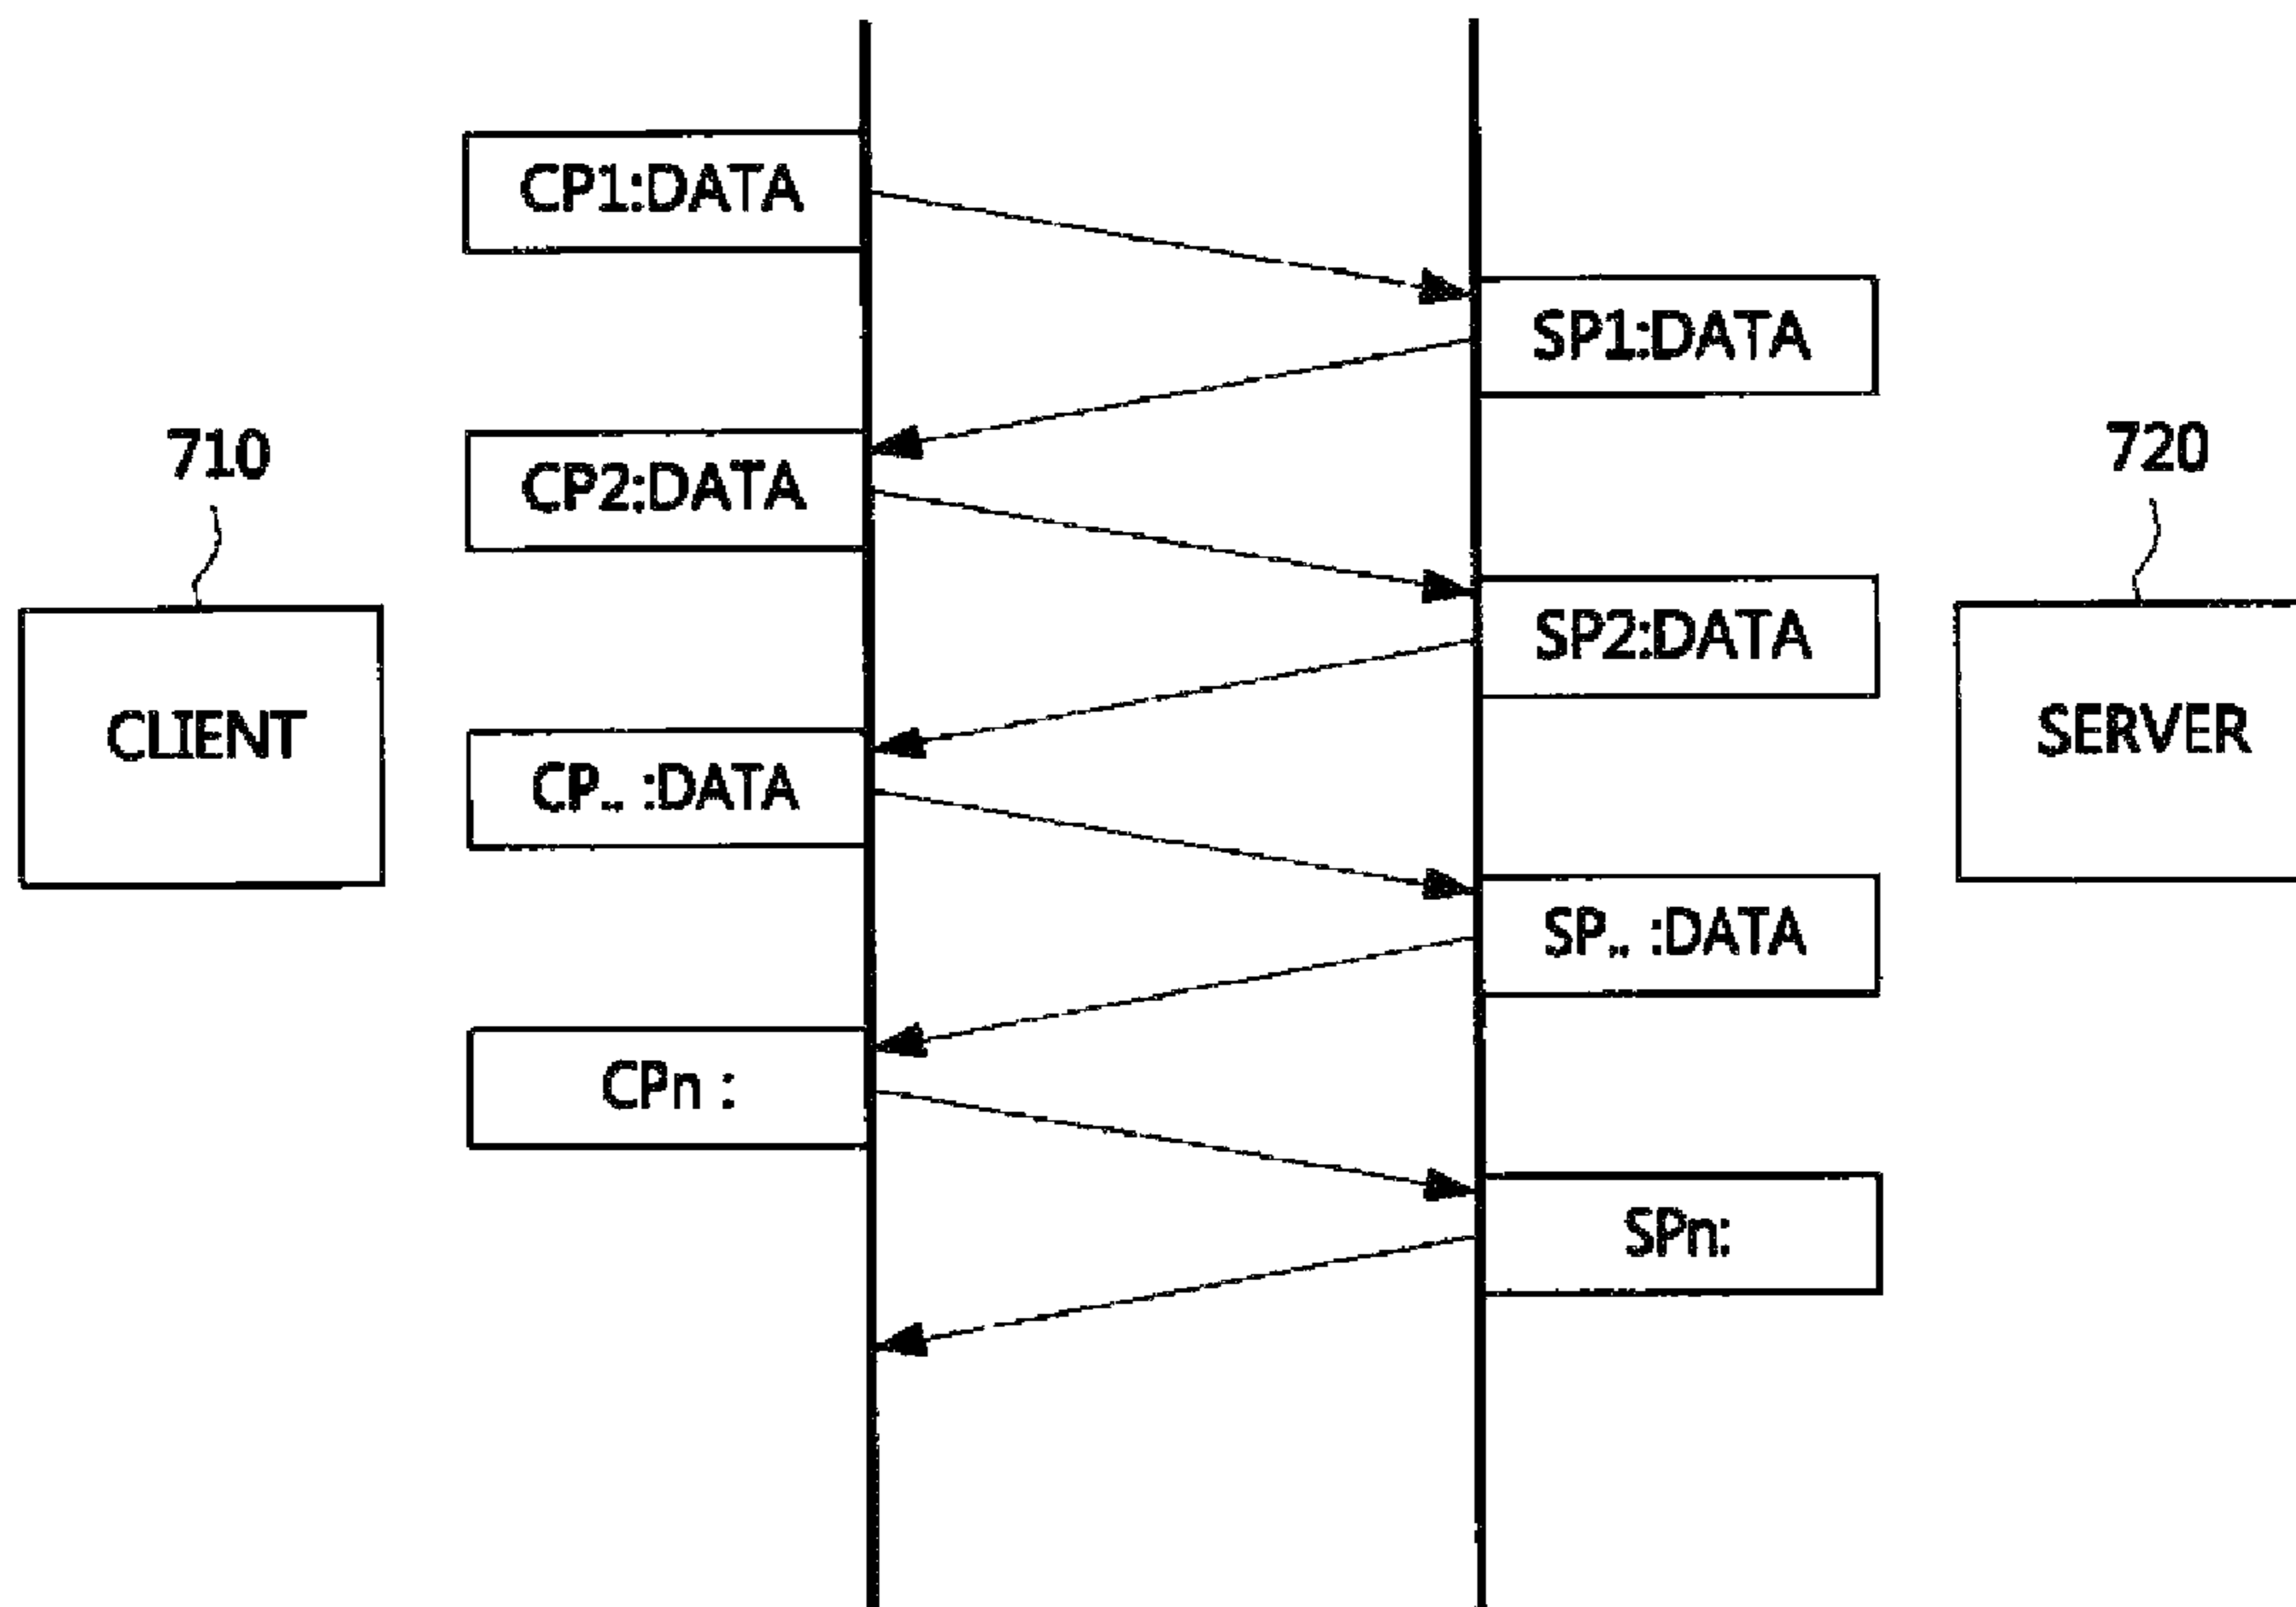 CP1:DATA
SP1:DATA
710
720
CP2:DATA
SP2:DATA
CLIENT
SERVER
CP.. :DATA
SP.. :DATA
CPn :
SPn: